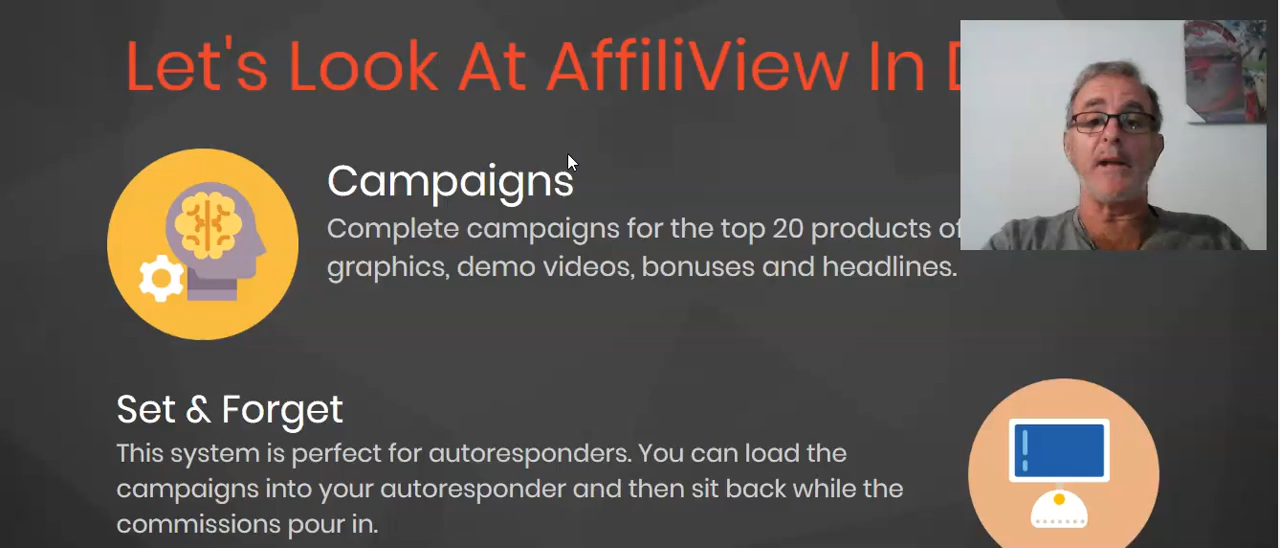 Let's Look At AffiliView In
Campaigns
Complete campaigns for the top 20 products of
graphics, demo videos, bonuses and headlines.
Set & Forget
This system is perfect for autoresponders. You can load the
campaigns into your autoresponder and then sit back while the
commissions pour in.